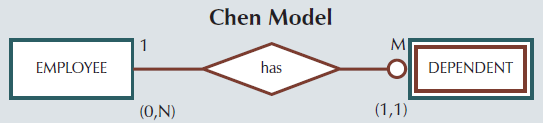 Chen Model
1
M
EMPLOYEE
has
DEPENDENT
(0,N)
(1,1)